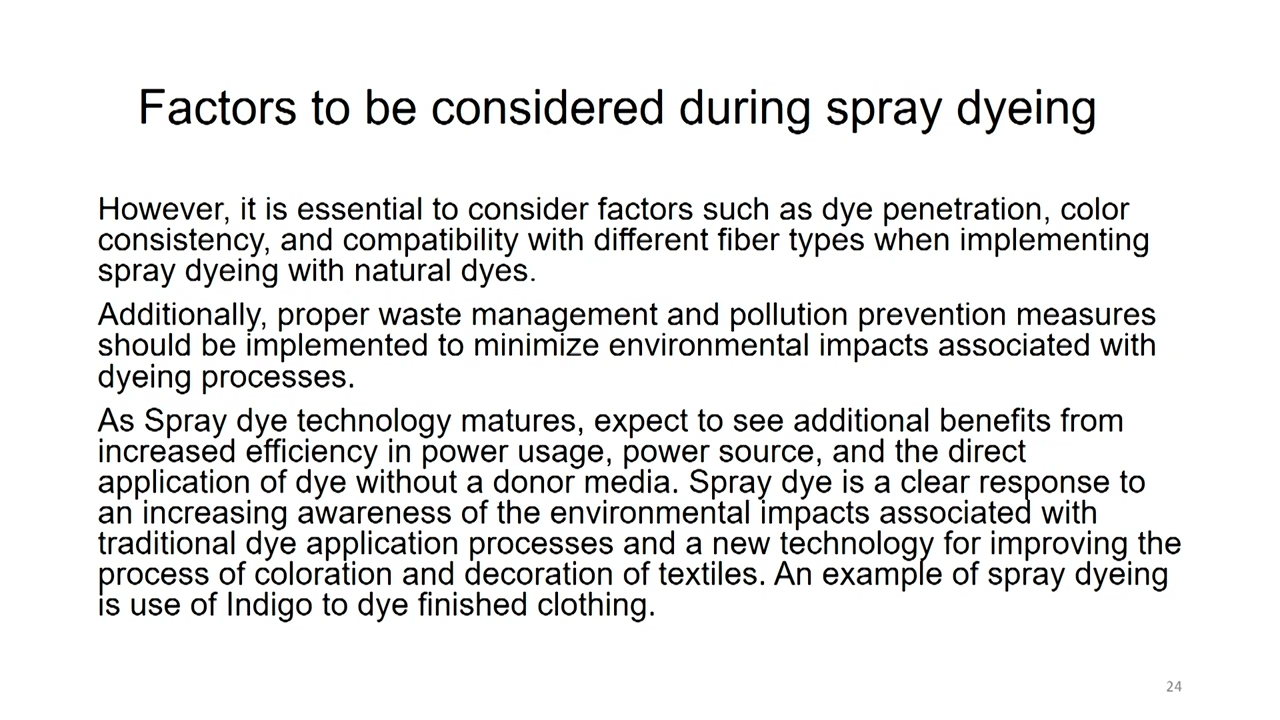 Factors to be considered during spray dyeing
However, it is essential to consider factors such as dye penetration, color
consistency, and compatibility with different fiber types when implementing
spray dyeing with natural dyes.
Additionally, proper waste management and pollution prevention measures
should be implemented to minimize environmental impacts associated with
dyeing processes.
As Spray dye technology matures, expect to see additional benefits from
increased efficiency in power usage, power source, and the direct
application of dye without a donor media. Spray dye is a clear response to
an increasing awareness of the environmental impacts associated with
traditional dye application processes and a new technology for improving the
process of coloration and decoration of textiles. An example of spray dyeing
is use of Indigo to dye finished clothing.
24